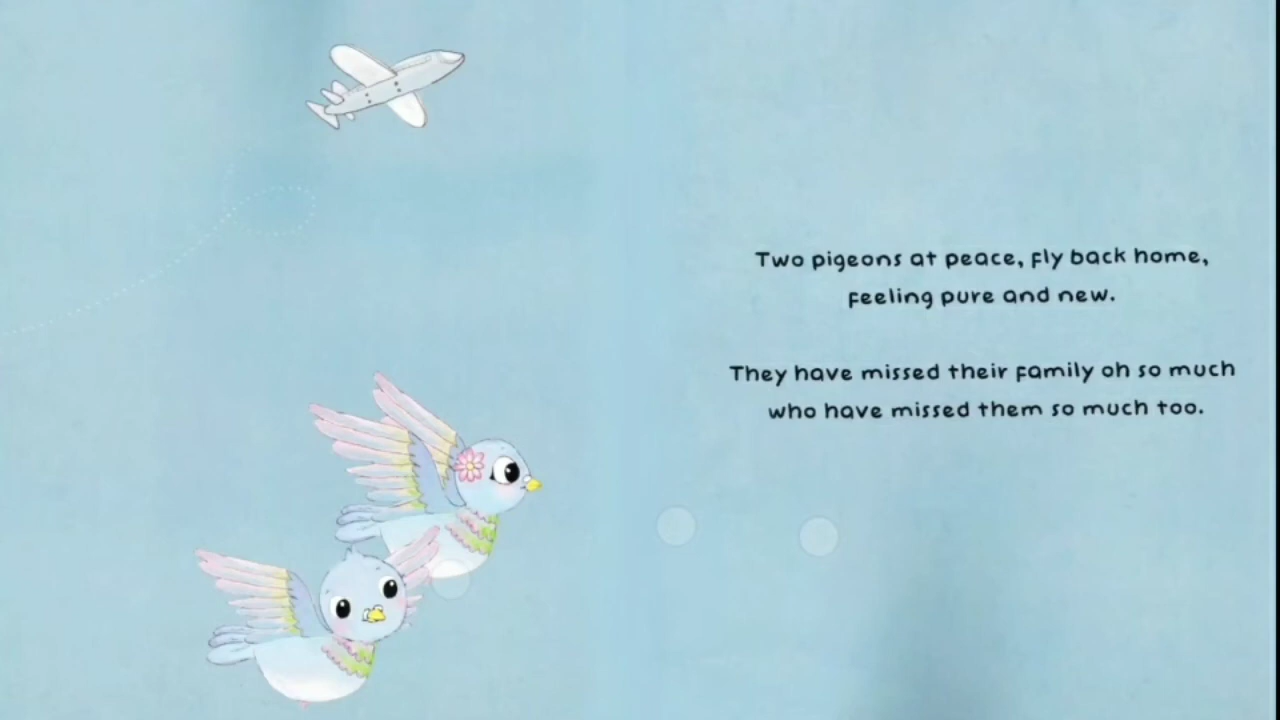 Two pigeons at peace, fly back home,
feeling pure and new.
They have missed their family oh so much
who have missed them so much too.